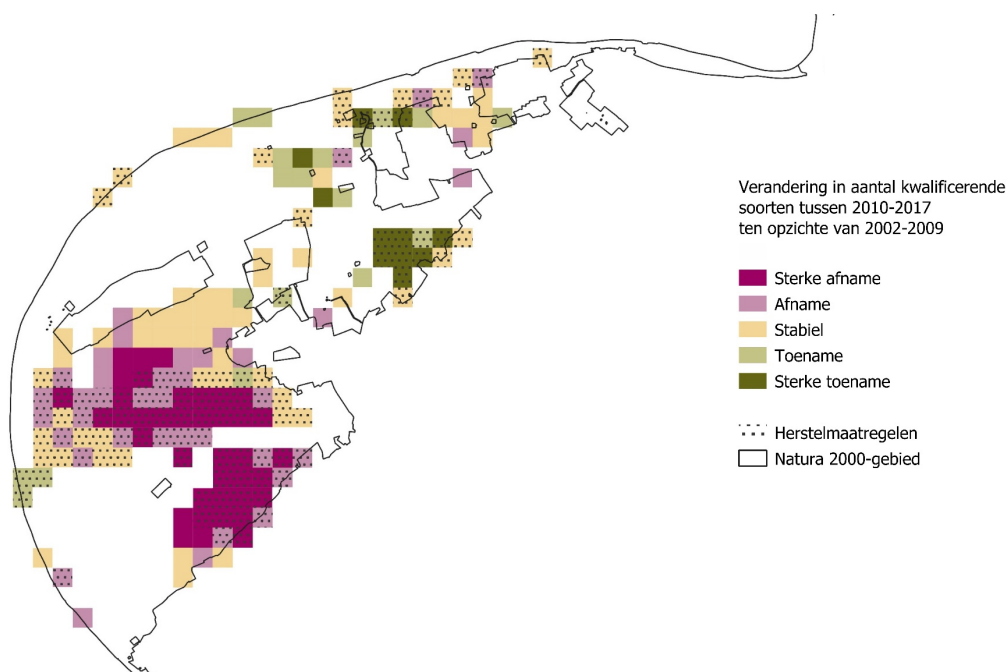 Verandering in aantal kwalificerende
soorten tussen 2010-2017
ten opzichte van 2002-2009
Sterke afname
Afname
Stabiel
Toename
Sterke toename
Herstelmaatregelen
Natura 2000-gebied